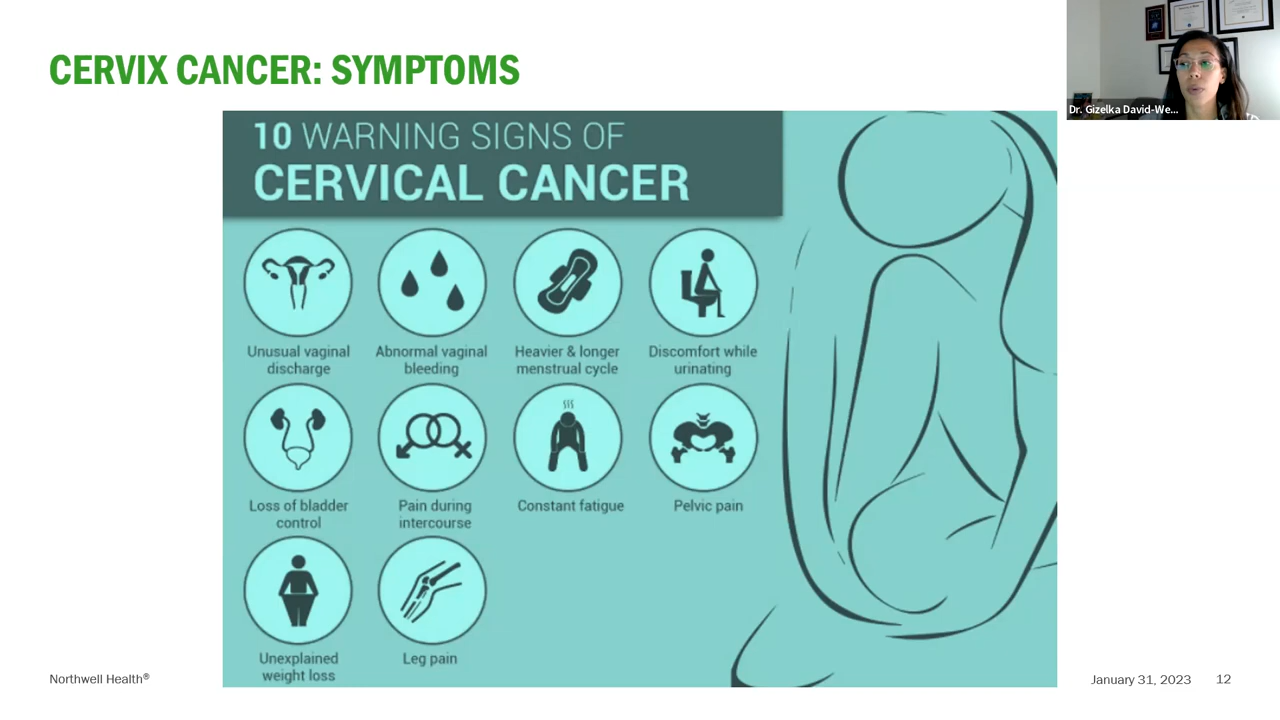 CERVIX CANCER: SYMPTOMS
Dr. Gizelka David-We...
10 WARNING SIGNS OF
CERVICAL CANCER
Unusual vaginal
discharge
Abnormal vaginal
bleeding
Heavier & longer
menstrual cycle
Discomfort while
urinating
Loss of bladder
control
Pain during
intercourse
Constant fatigue
Pelvic pain
Unexplained
weight loss
Leg pain
Northwell Health®
January 31, 2023
12